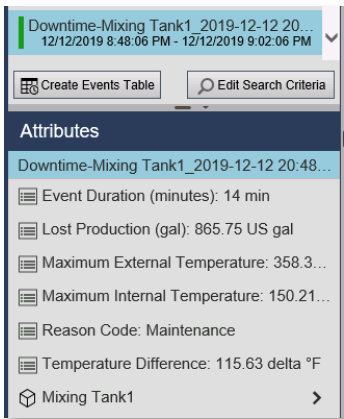 Downtime-Mixing Tank1_2019-12-12 20...
12/12/2019 8:48:06 PM - 12/12/2019 9:02:06 PM
Create Events Table Edit Search Criteria
Attributes
Downtime-Mixing Tank1_2019-12-12 20:48...
Event Duration (minutes): 14 min
Lost Production (gal): 865.75 US gal
Maximum External Temperature: 358.3...
Maximum Internal Temperature: 150.21...
Reason Code: Maintenance
Temperature Difference: 115.63 delta °F
Mixing Tank1